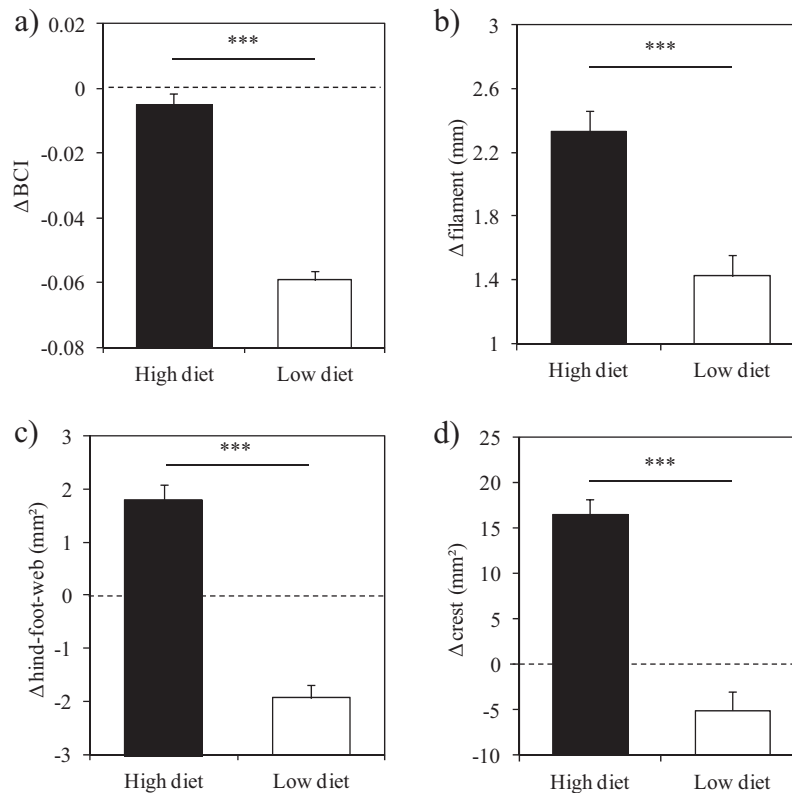 a)
0.02
0
-0.02
-0.04
-0.06
-0.08
ΔBCI
***
High diet Low diet
b)
3
2.6
2.2
1.8
1.4
1
Δfilament (mm)
***
High diet Low diet
c)
3
2
1
0
-1
-2
-3
Δhind-foot-web (mm²)
***
High diet Low diet
d)
25
20
15
10
5
0
-5
-10
Δcrest (mm²)
***
High diet Low diet